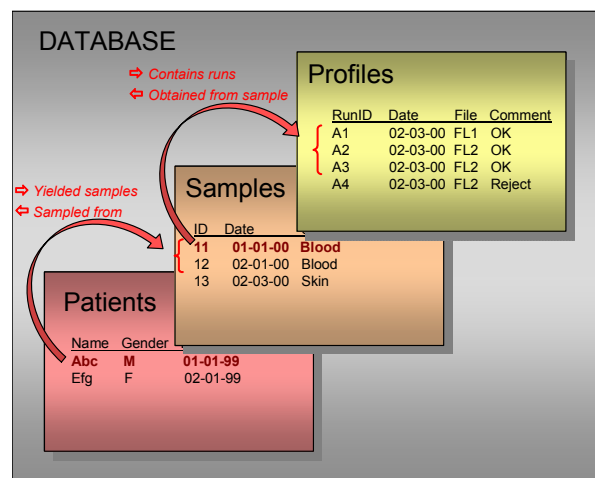 DATABASE
⇨ Contains runs
⇦ Obtained from sample
Profiles
RunID Date File Comment
A1 02-03-00 FL1 OK
A2 02-03-00 FL2 OK
A3 02-03-00 FL2 OK
A4 02-03-00 FL2 Reject
⇨ Yielded samples
⇦ Sampled from
Samples
ID Date
11 01-01-00 Blood
12 02-01-00 Blood
13 02-03-00 Skin
Patients
Name Gender
Abc M 01-01-99
Efg F 02-01-99